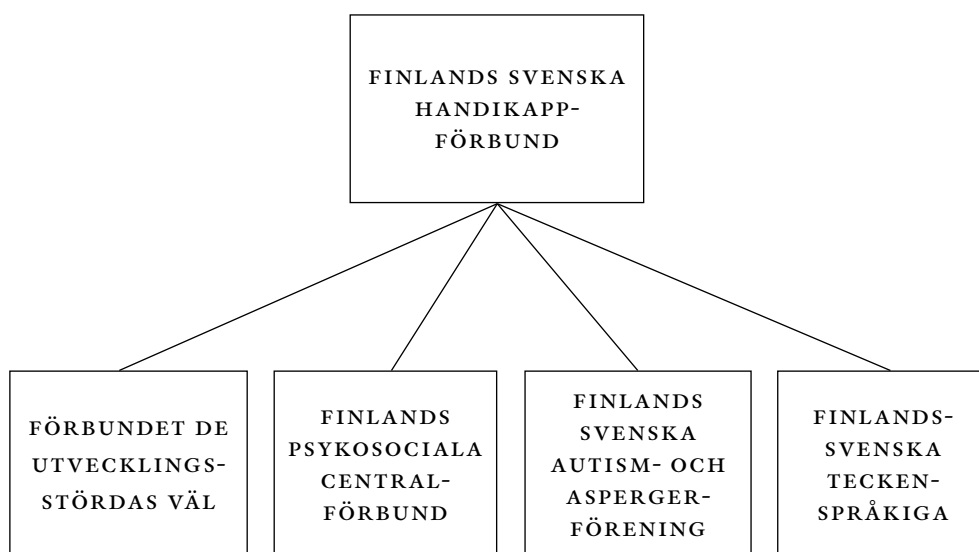 FINLANDS SVENSKA
HANDIKAPP-
FÖRBUND
FÖRBUNDET DE
UTVECKLINGS-
STÖRDAS VÄL
FINLANDS
PSYKOSOCIALA
CENTRAL-
FÖRBUND
FINLANDS
SVENSKA
AUTISM- OCH
ASPERGER-
FÖRENING
FINLANDS-
SVENSKA
TECKEN-
SPRÅKIGA